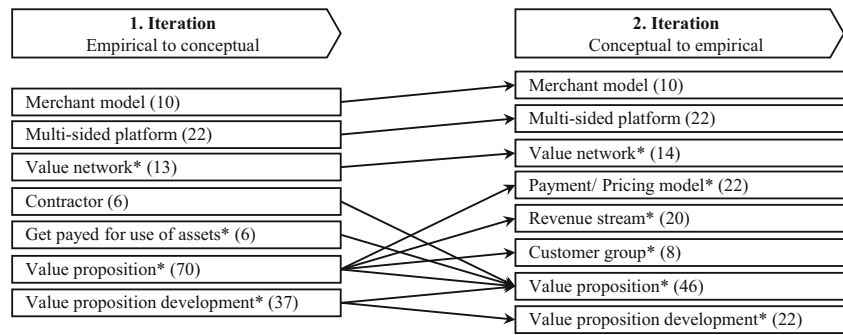 1. Iteration
Empirical to conceptual
Merchant model (10)
Multi-sided platform (22)
Value network* (13)
Contractor (6)
Get payed for use of assets* (6)
Value proposition* (70)
Value proposition development* (37)
2. Iteration
Conceptual to empirical
Merchant model (10)
Multi-sided platform (22)
Value network* (14)
Payment/ Pricing model* (22)
Revenue stream* (20)
Customer group* (8)
Value proposition* (46)
Value proposition development* (22)